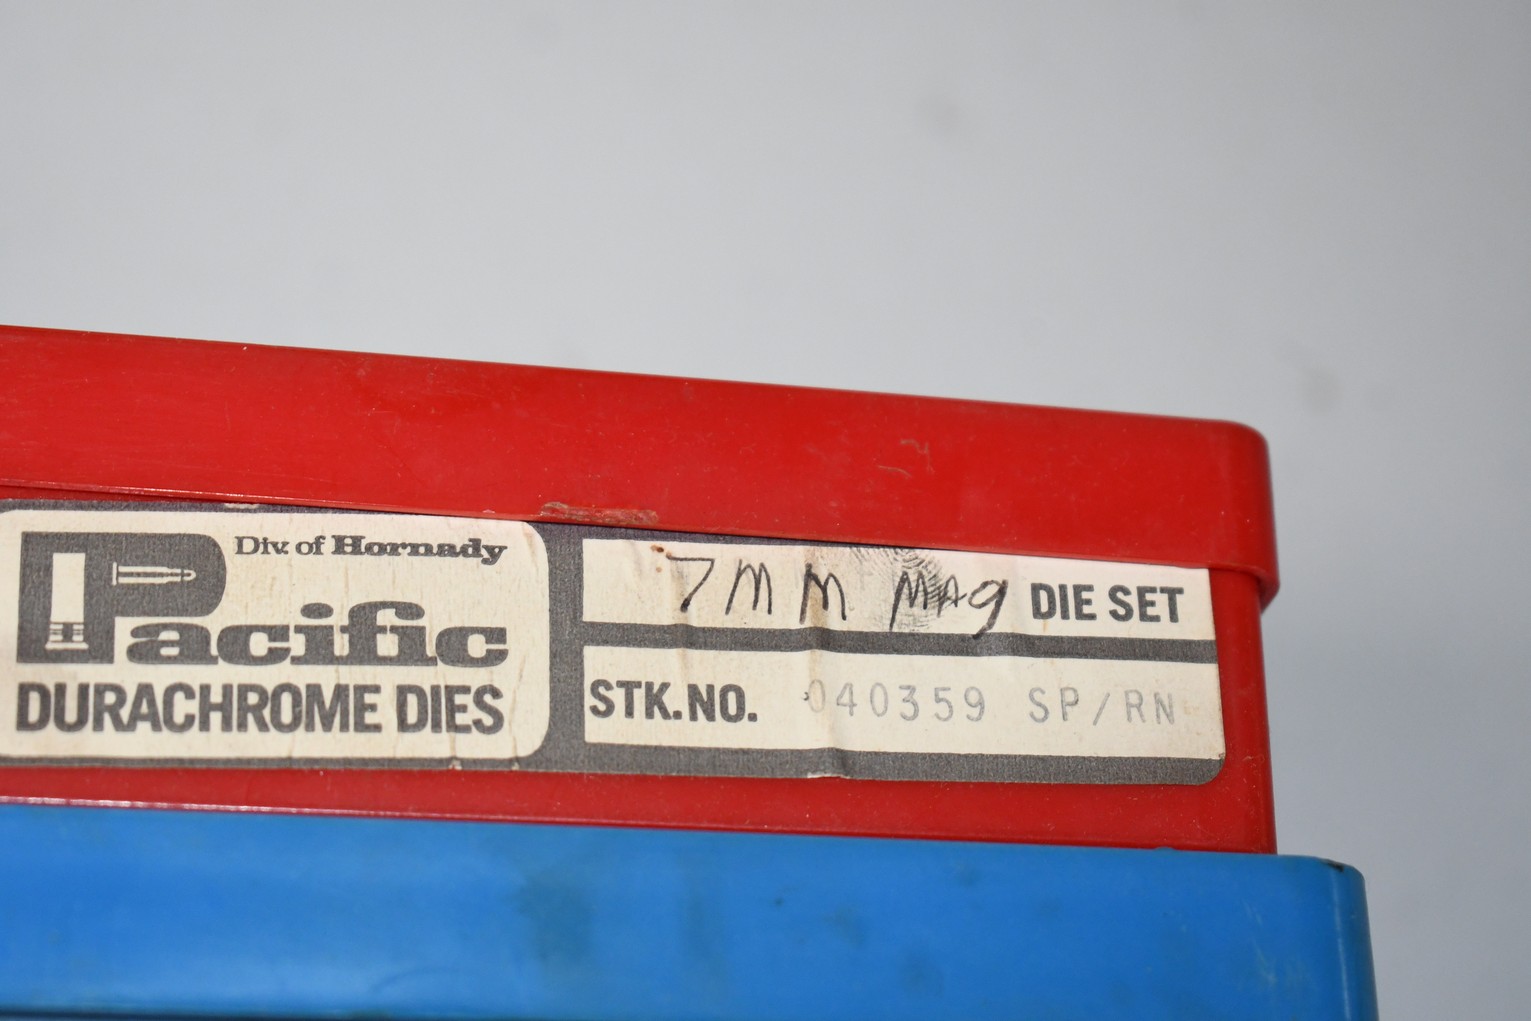 Div. of Hornady
Pacific
DURACHROME DIES
7mm mag DIE SET
STK.NO. 040359 SP/RN